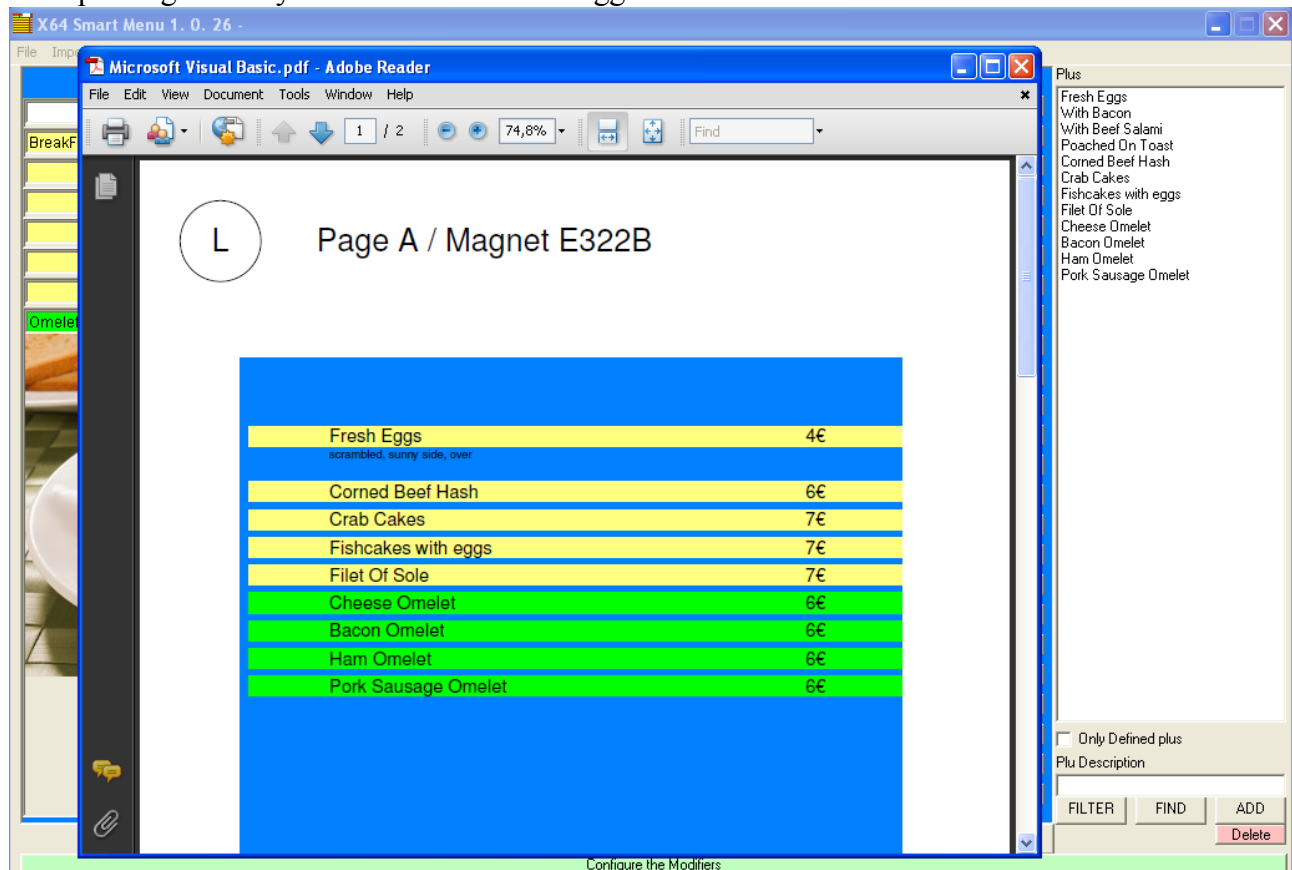 X64 Smart Menu 1. 0. 26 -
File
Microsoft Visual Basic.pdf - Adobe Reader
File Edit View Document Tools Window Help
1 / 2 74,8% Find
L Page A / Magnet E322B
Fresh Eggs 4€
scrambled, sunny side, over
Corned Beef Hash 6€
Crab Cakes 7€
Fishcakes with eggs 7€
Filet Of Sole 7€
Cheese Omelet 6€
Bacon Omelet 6€
Ham Omelet 6€
Pork Sausage Omelet 6€
Plus
Fresh Eggs
With Bacon
With Beef Salami
Poached On Toast
Corned Beef Hash
Crab Cakes
Fishcakes with eggs
Filet Of Sole
Cheese Omelet
Bacon Omelet
Ham Omelet
Pork Sausage Omelet
Only Defined plus
Plu Description
FILTER FIND ADD
Delete
Configure the Modifiers